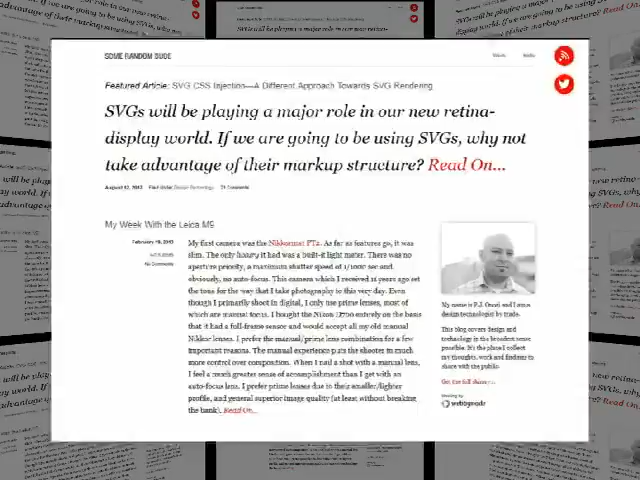 SOME RANDOM DUDE
Featured Article: SVG CSS Injection—A Different Approach Towards SVG Rendering
SVGs will be playing a major role in our new retina-
display world. If we are going to be using SVGs, why not
take advantage of their markup structure? Read On...
August 12, 2012
My Week With the Leica M9
February 19, 2012
No Comments
My first camera was the Nikkormat FT2. As far as features go, it was
slim. The only luxury it had was a built-it light meter. There was no
aperture priority, a maximum shutter speed of 1/1000 sec and
obviously, no auto-focus. This camera which I received 11 years ago set
the tone for the way that I take photography to this very day. Even
though I primarily shoot in digital, I only use prime lenses, most of
which are manual focus. I bought the Nikon D700 entirely on the basis
that it had a full-frame sensor and would accept all my old manual
Nikkor lenses. I prefer the manual/prime lens combination for a few
important reasons. The manual experience puts the shooter to much
more control over composition. When I nail a shot with a manual lens,
I feel a much greater sense of accomplishment than I get with an
auto-focus lens. I prefer prime lenses due to their smaller/lighter
profile, and general superior image quality (at least without breaking
the bank). Read On...
My name is P.J. Onori and I am a
design technologist by trade.
This blog covers design and
technology in the broadest sense
possible. It's the place I collect
my thoughts, work and findings to
share with the public.
Get the full skinny...
Hosting by